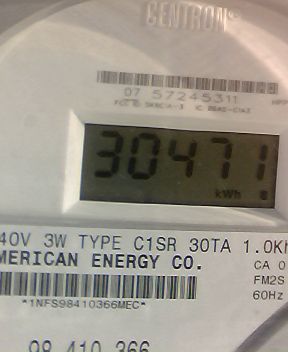 CENTRON®
07 57245311
30471
kWh
40V 3W TYPE C1SR 30TA 1.0Kh
MERICAN ENERGY CO.
CA 0
FM2S
60Hz
*1NFS98410366MEC*
98 410 366